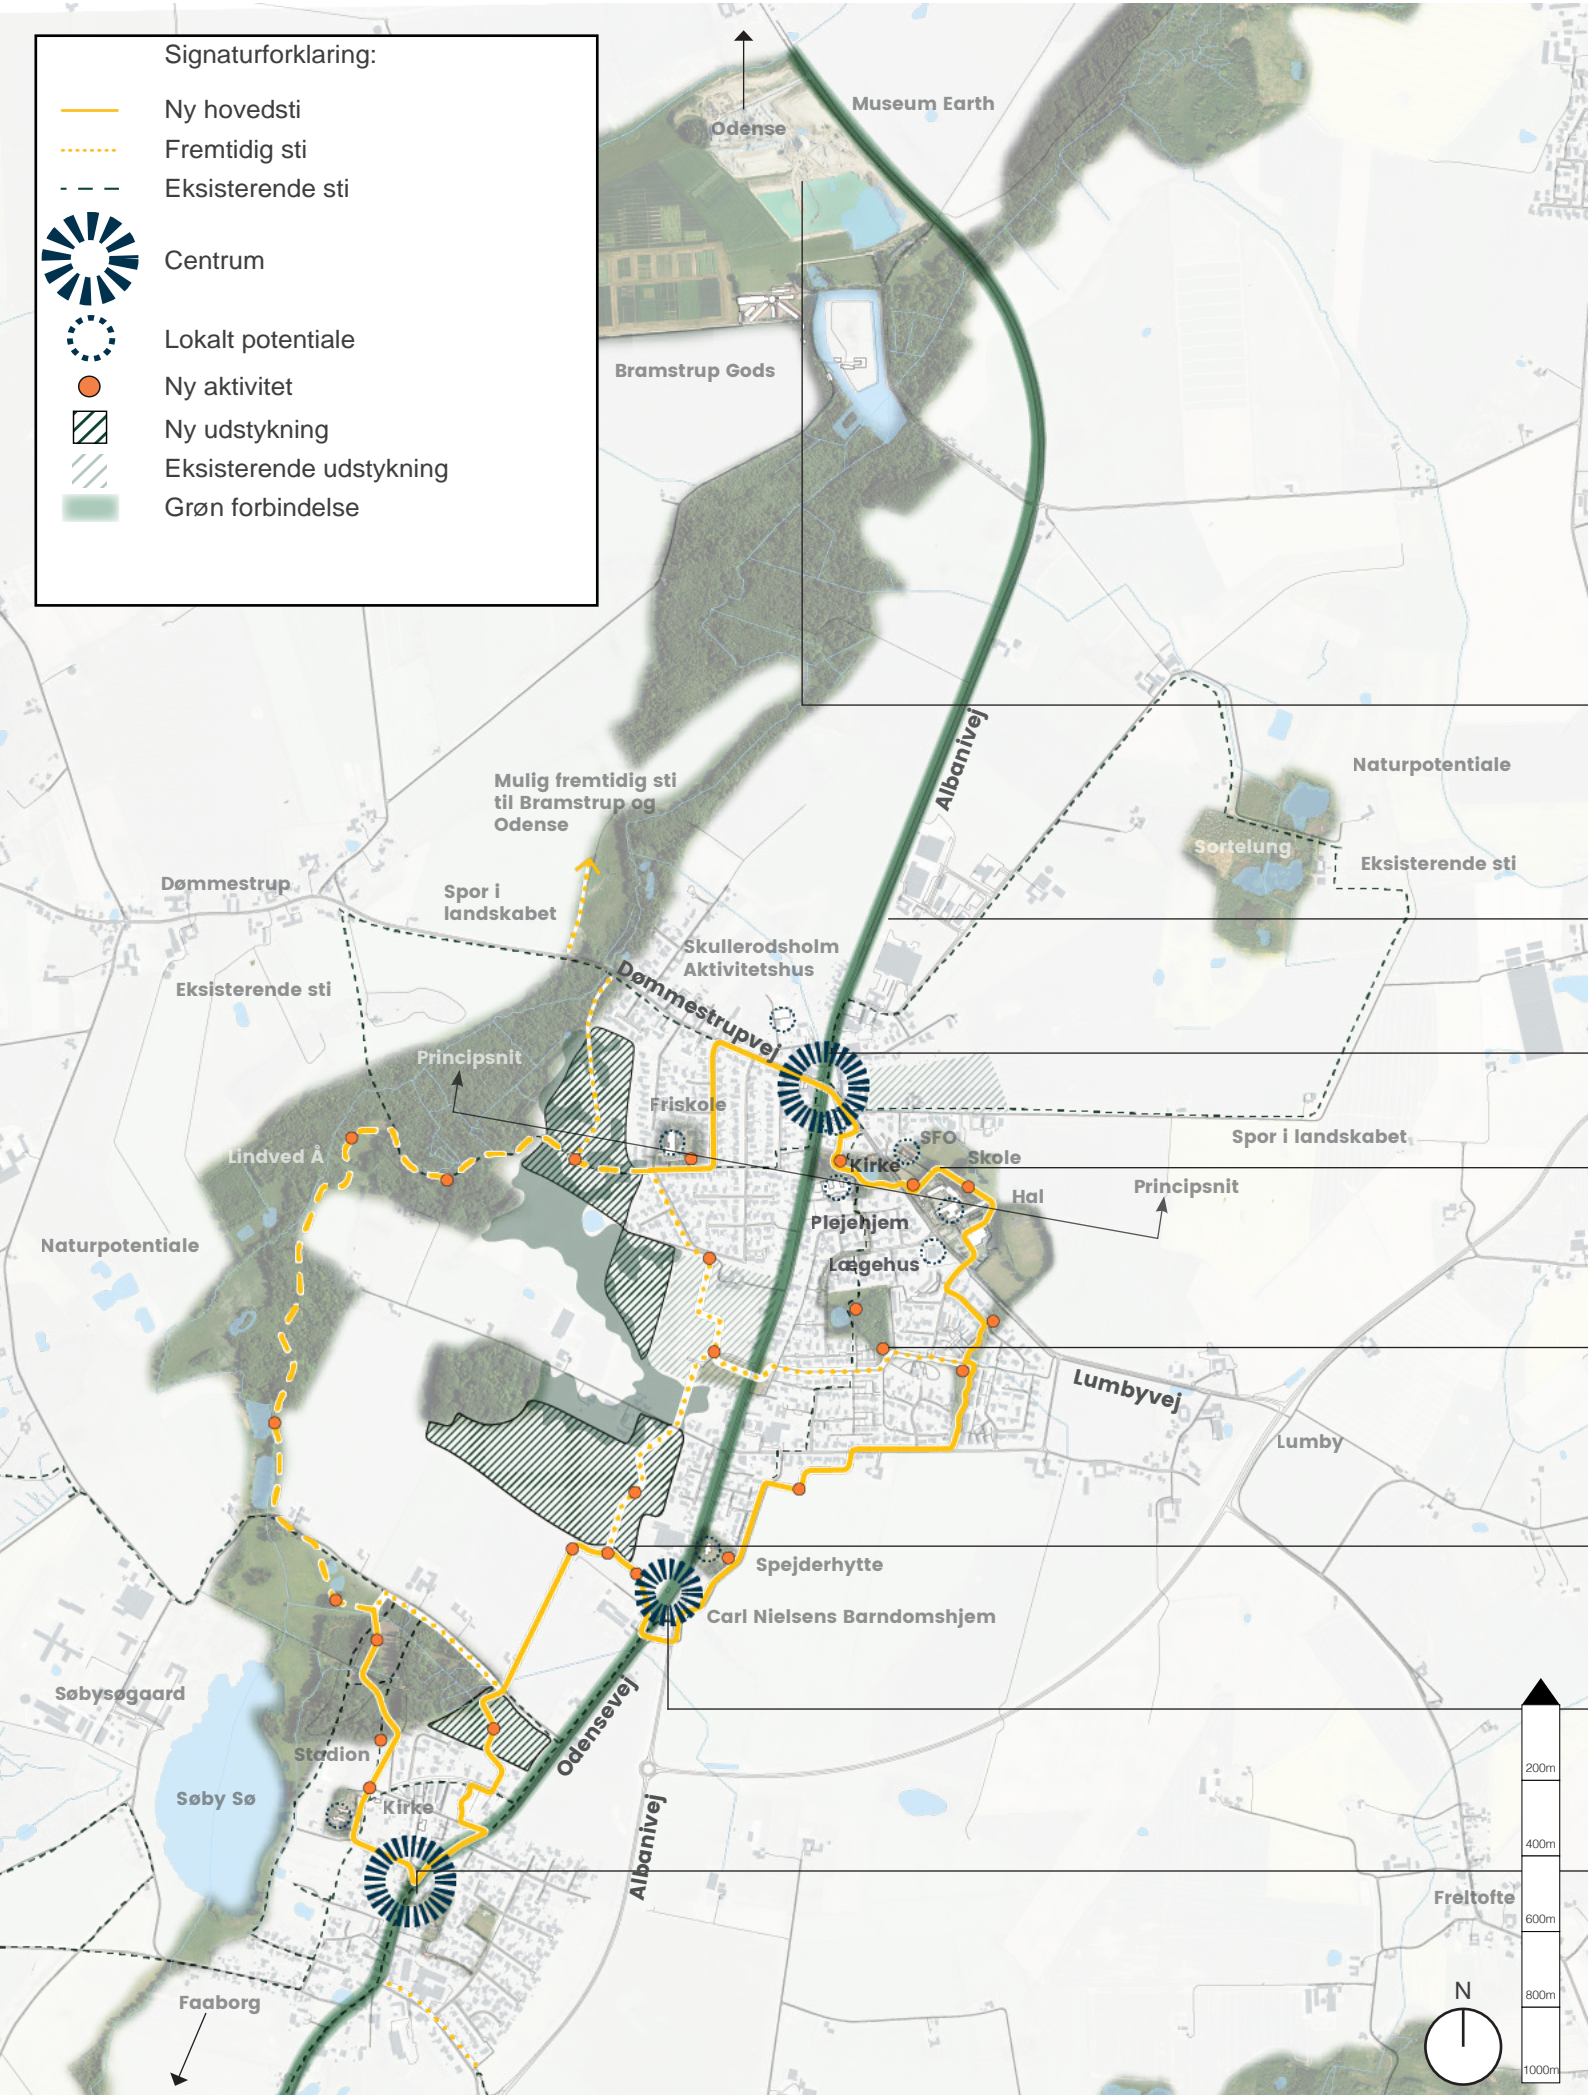 Signaturforklaring:
Ny hovedsti
Fremtidig sti
Eksisterende sti
Centrum
Lokalt potentiale
Ny aktivitet
Ny udstykning
Eksisterende udstykning
Grøn forbindelse
Museum Earth
Odense
Bramstrup Gods
Albanivej
Naturpotentiale
Mulig fremtidig sti
til Bramstrup og
Odense
Sortelung
Eksisterende sti
Dømmestrup
Spor i
landskabet
Skullerodsholm
Aktivitetshus
Dømmestrupvej
Eksisterende sti
Principsnit
Friskole
SFO
Spor i landskabet
Lindved Å
Kirke
Skole
Principsnit
Hal
Plejehjem
Naturpotentiale
Lægehus
Lumbyvej
Lumby
Spejderhytte
Carl Nielsens Barndomshjem
Søbysøgaard
Odensevej
Stadion
Søby Sø
Kirke
Albanivej
200m
400m
600m
800m
1000m
Freltofte
N
Faaborg